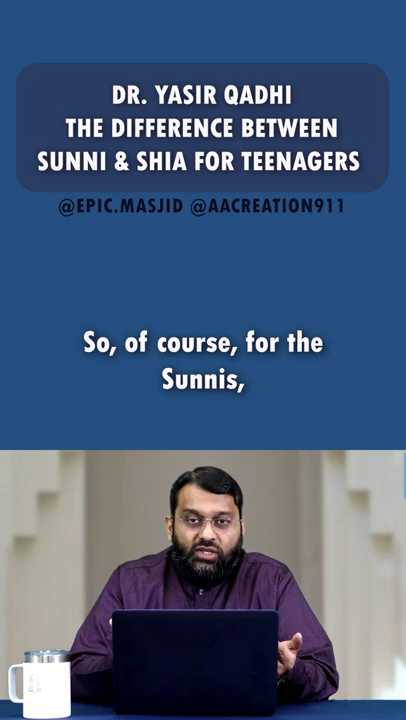 DR. YASIR QADHI
THE DIFFERENCE BETWEEN
SUNNI & SHIA FOR TEENAGERS
@EPIC.MASJID @AACREATION911
So, of course, for the
Sunnis,